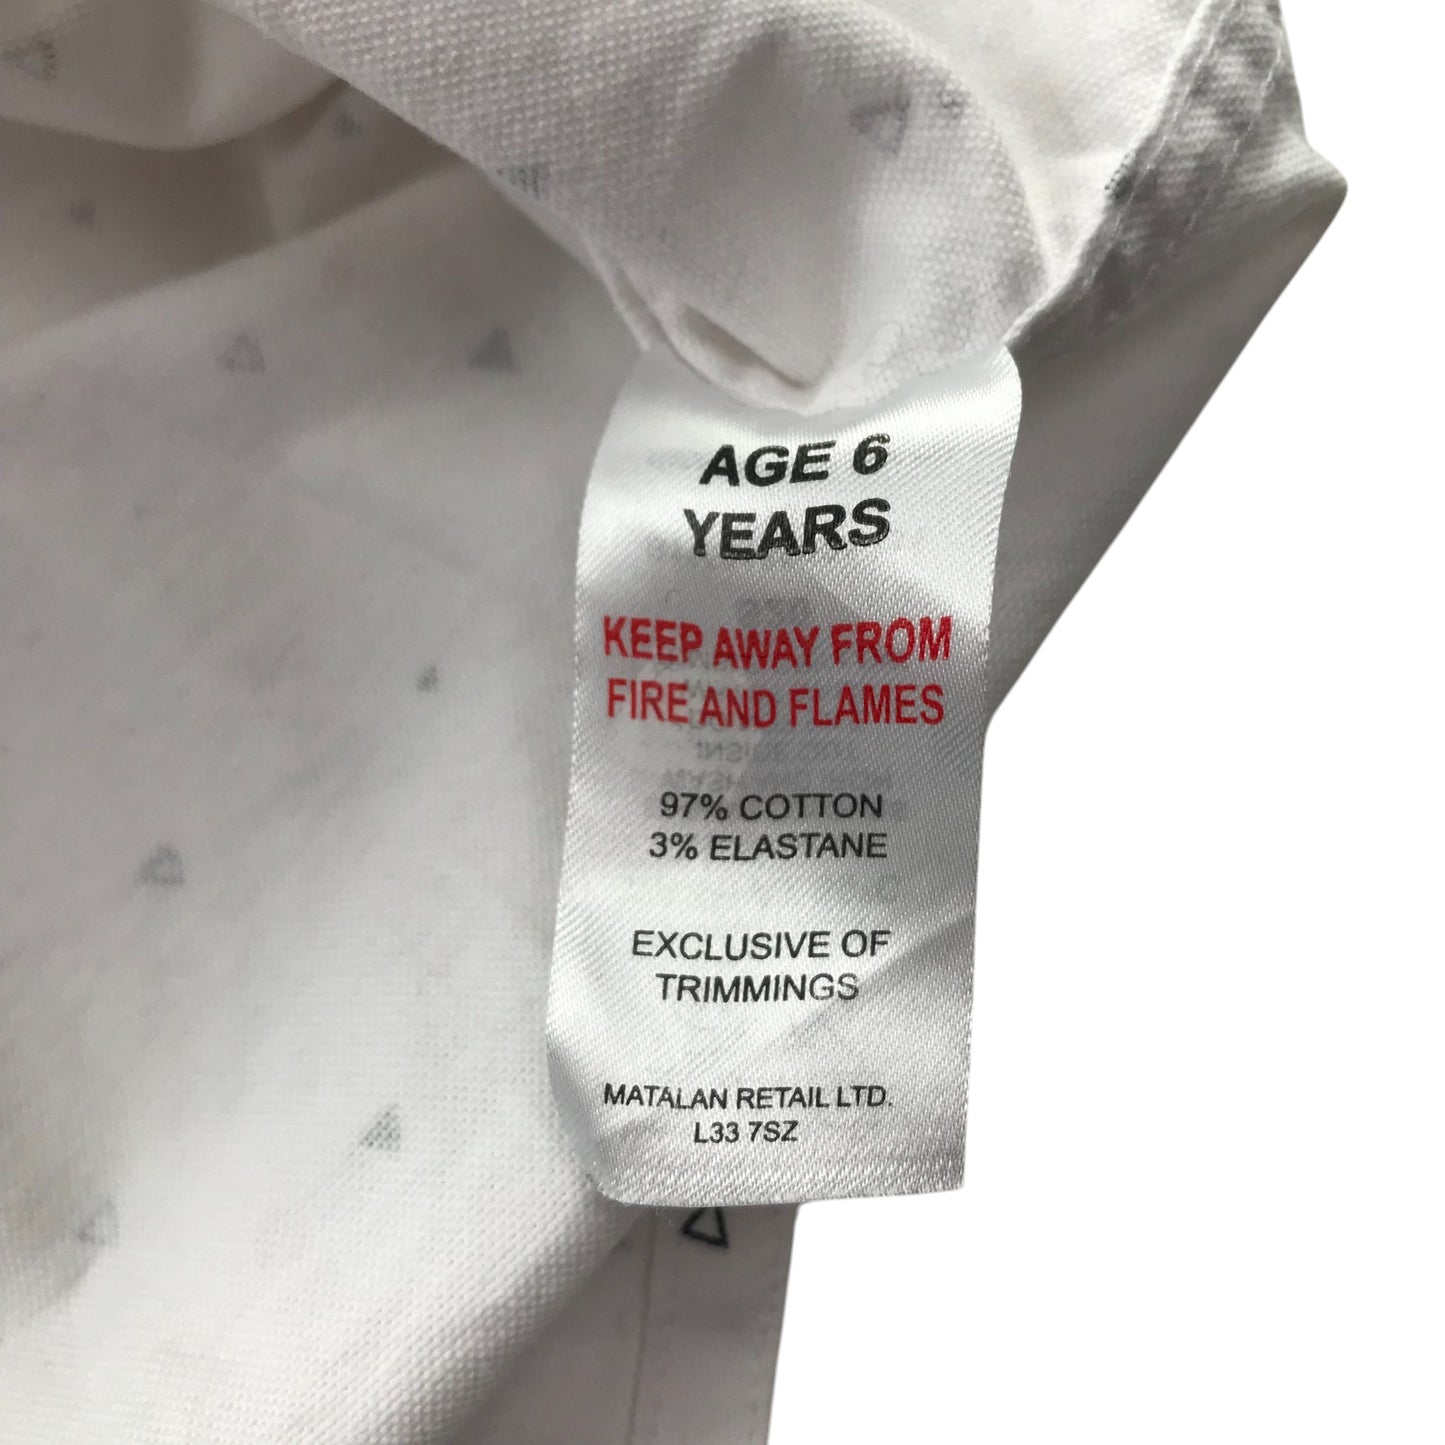 AGE 6
YEARS
KEEP AWAY FROM
FIRE AND FLAMES
97% COTTON
3% ELASTANE
EXCLUSIVE OF
TRIMMINGS
MATALAN RETAIL LTD.
L33 7SZ